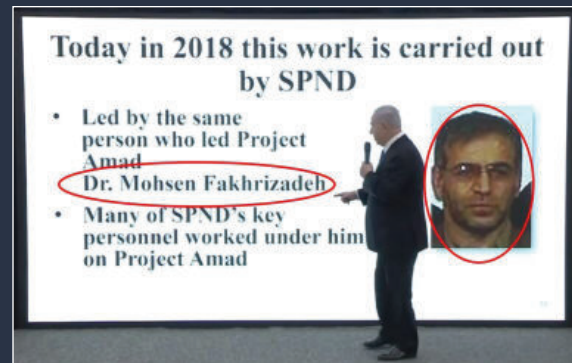 Today in 2018 this work is carried out
by SPND
• Led by the same
person who led Project
Amad
Dr. Mohsen Fakhrizadeh
• Many of SPND's key
personnel worked under him
on Project Amad